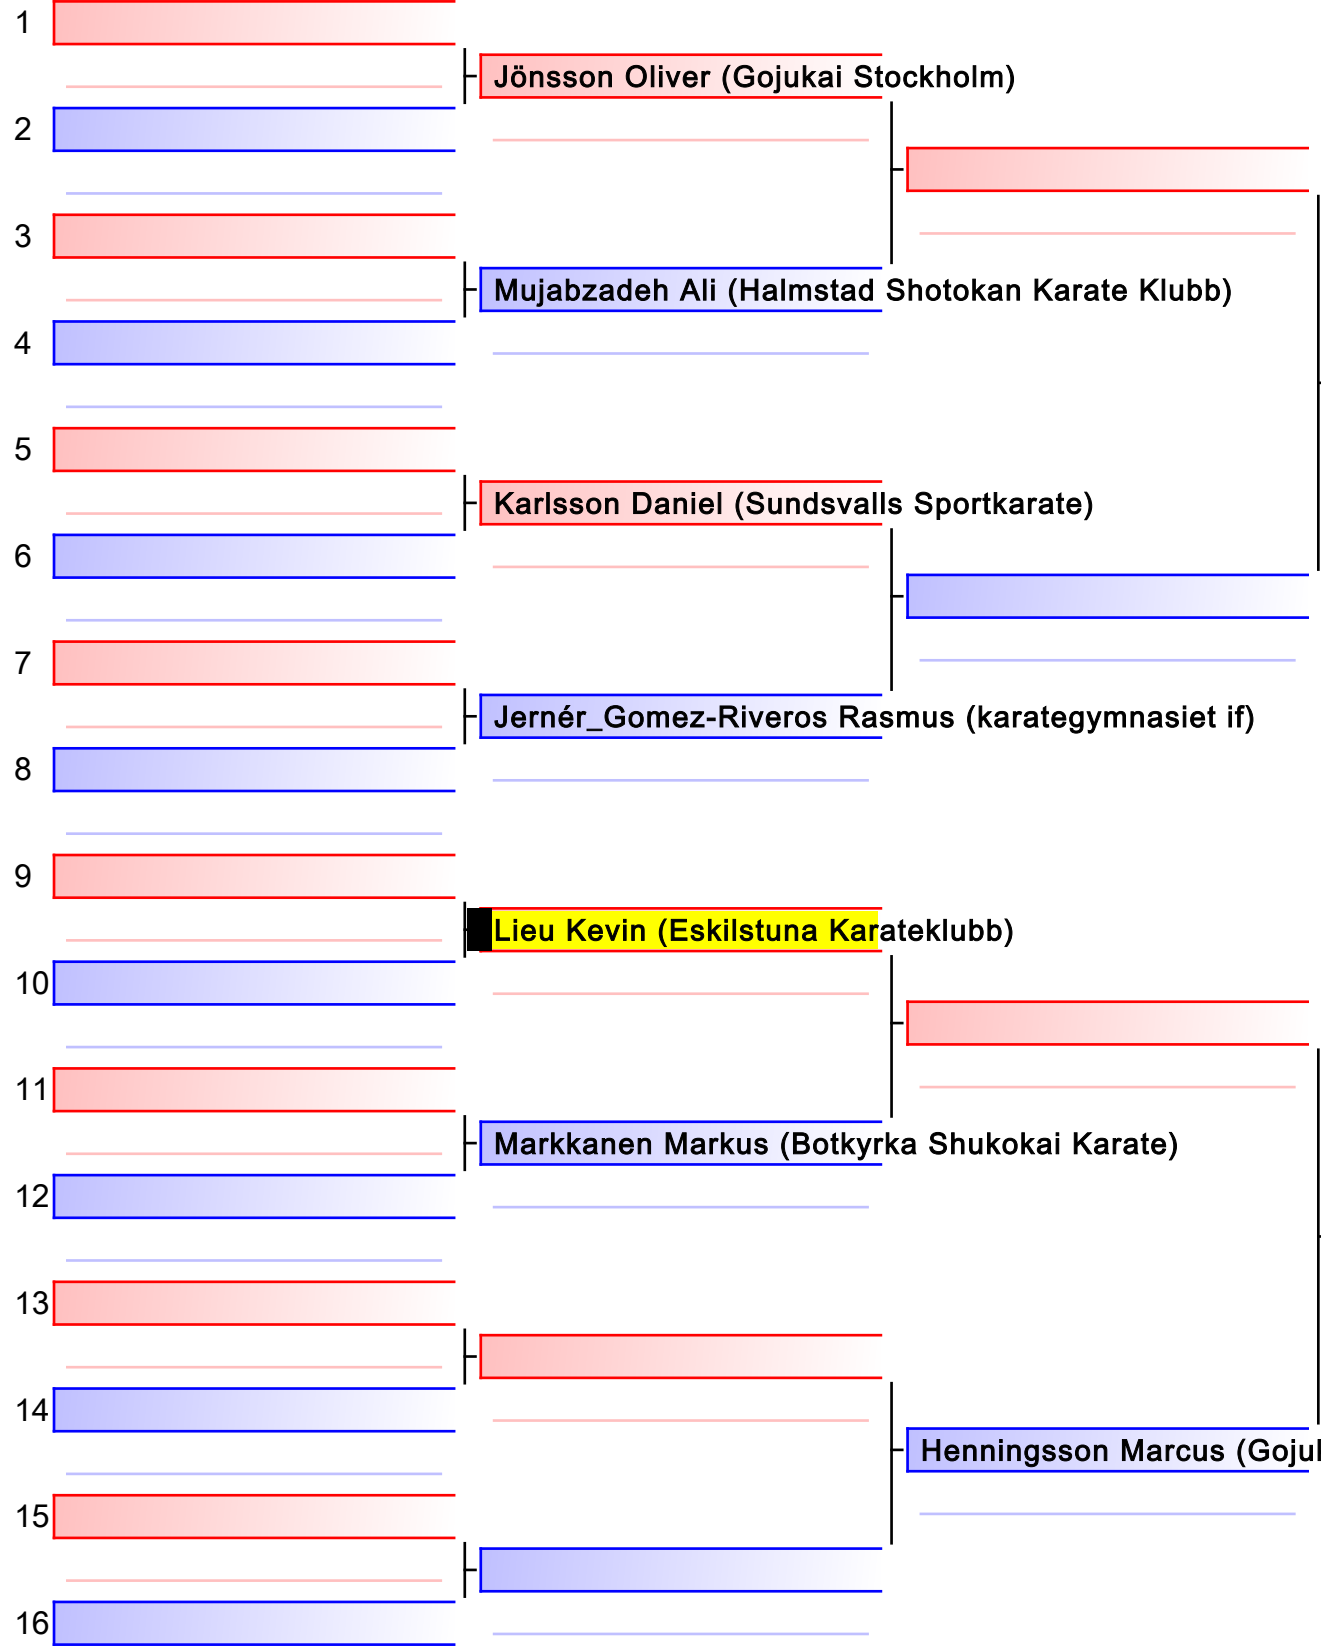 1
Jönsson Oliver (Gojukai Stockholm)
2
3
Mujabzadeh Ali (Halmstad Shotokan Karate Klubb)
4
5
Karlsson Daniel (Sundsvalls Sportkarate)
6
7
Jernér_Gomez-Riveros Rasmus (karategymnasiet if)
8
9
Lieu Kevin (Eskilstuna Karateklubb)
10
11
Markkanen Markus (Botkyrka Shukokai Karate)
12
13
14
Henningsson Marcus
15
16